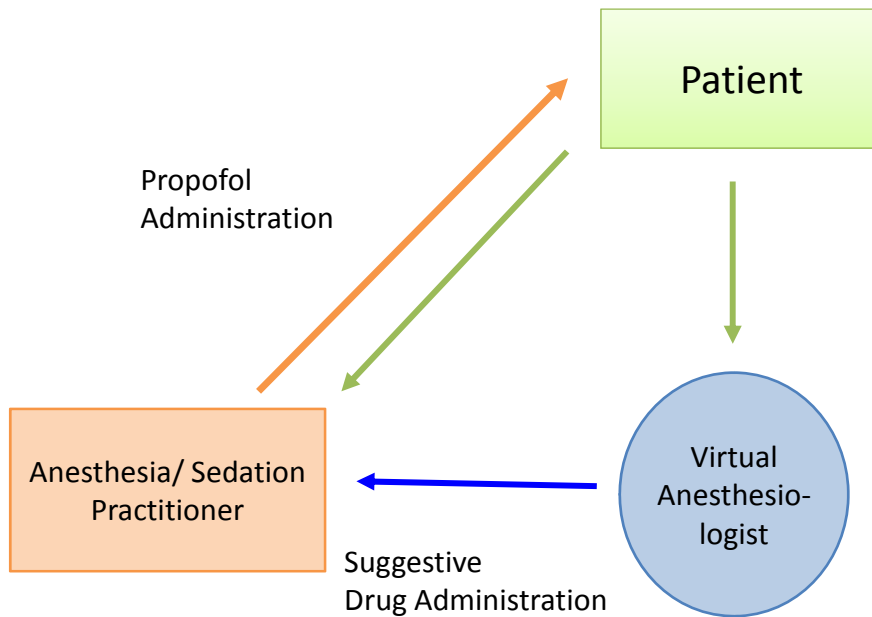 Patient
Propofol
Administration
Anesthesia/ Sedation
Practitioner
Virtual
Anesthesio-
logist
Suggestive
Drug Administration